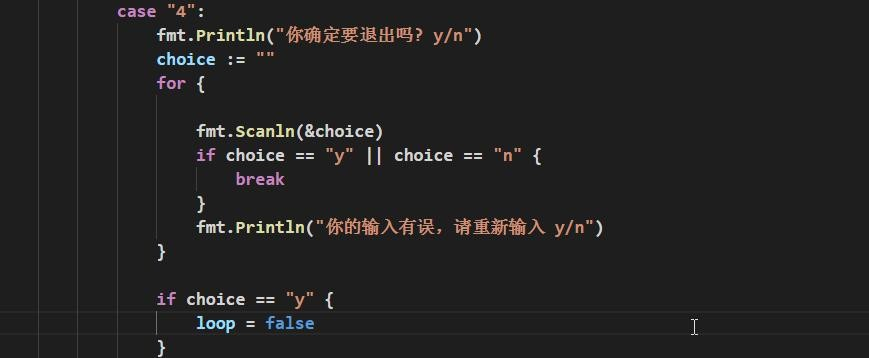 case "4":
fmt.Println("你确定要退出吗? y/n")
choice := ""
for {
fmt.Scanln(&choice)
if choice == "y" || choice == "n" {
break
}
fmt.Println("你的输入有误，请重新输入 y/n")
}
if choice == "y" {
loop = false
}